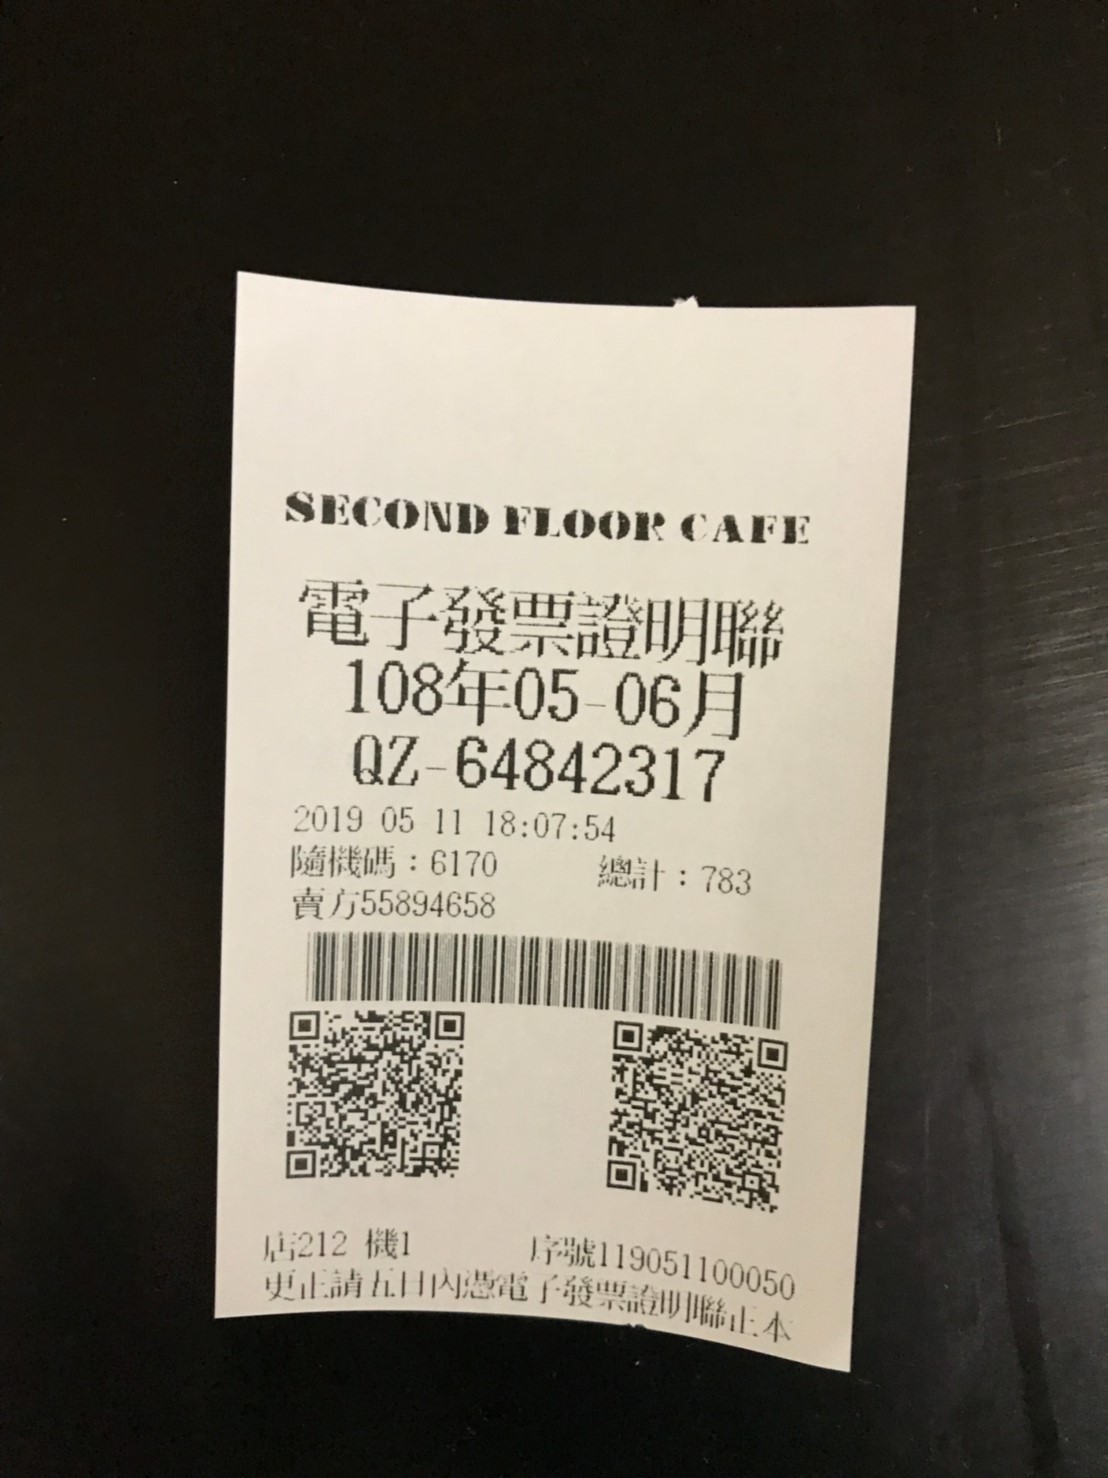 SECOND FLOOR CAFE
電子發票證明聯
108年05-06月
QZ-64842317
2019 05 11 18:07:54
隨機碼：6170 總計：783
賣方55894658
店212 機1 序號119051100050
更正請五日內憑電子發票證明聯正本